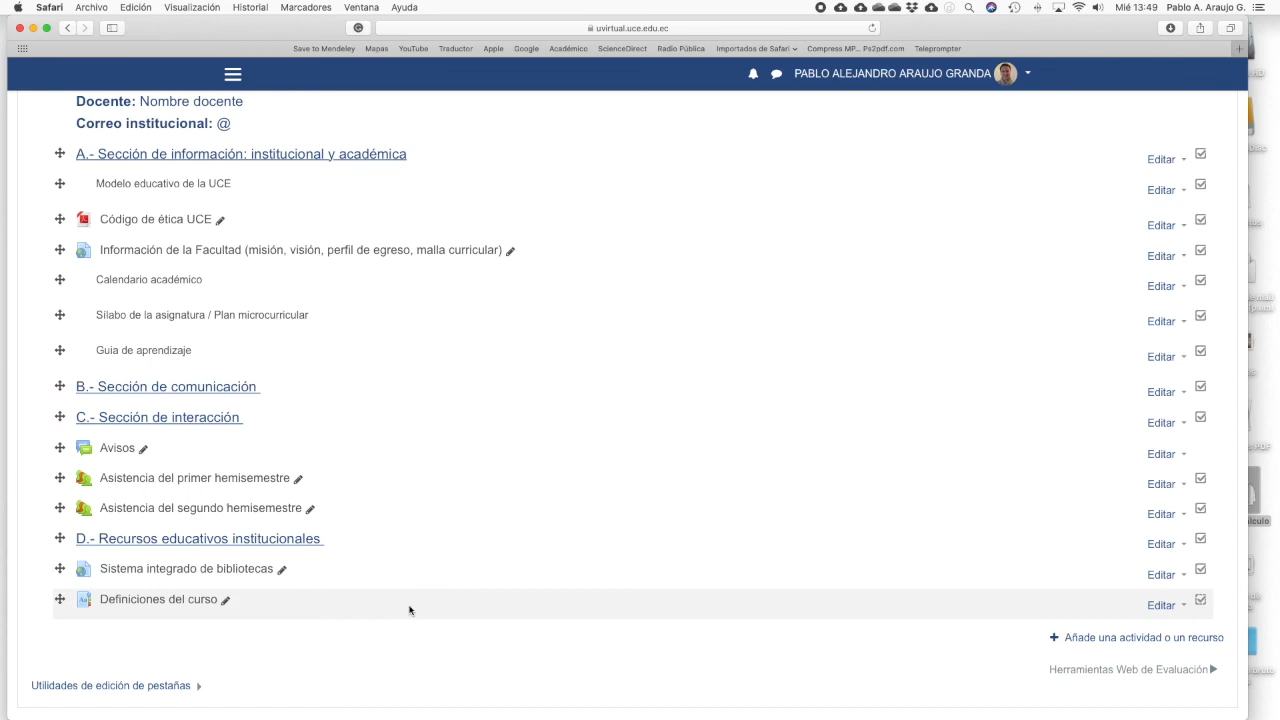 Safari Archivo Edición Visualización Historial Marcadores Ventana Ayuda Mié 13:49 Pablo A. Araujo G.
uvirtual.uce.edu.ec
Save to Mendeley Mapas YouTube Traductor Apple Google Académico ScienceDirect Radio Pública Importados de Safari Compress MP... Ps2pdf.com Teleprompter
PABLO ALEJANDRO ARAUJO GRANDA
Docente: Nombre docente
Correo institucional: @
A.- Sección de información: institucional y académica Editar
Modelo educativo de la UCE Editar
Código de ética UCE Editar
Información de la Facultad (misión, visión, perfil de egreso, malla curricular) Editar
Calendario académico Editar
Sílabo de la asignatura / Plan microcurricular Editar
Guia de aprendizaje Editar
B.- Sección de comunicación Editar
C.- Sección de interacción Editar
Avisos Editar
Asistencia del primer hemisemestre Editar
Asistencia del segundo hemisemestre Editar
D.- Recursos educativos institucionales Editar
Sistema integrado de bibliotecas Editar
Definiciones del curso Editar
Añade una actividad o un recurso
Herramientas Web de Evaluación
Utilidades de edición de pestañas